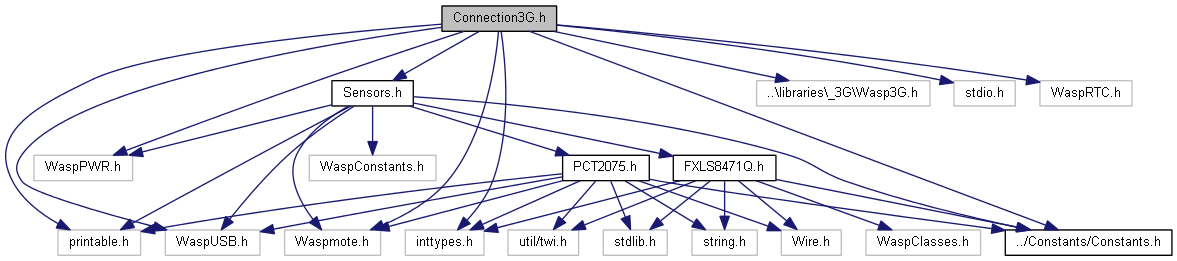 Connection3G.h
Sensors.h
..\libraries\_3G\Wasp3G.h
stdio.h
WaspRTC.h
WaspPWR.h
WaspConstants.h
PCT2075.h
FXLS8471Q.h
printable.h
WaspUSB.h
Waspmote.h
inttypes.h
util/twi.h
stdlib.h
string.h
Wire.h
WaspClasses.h
../Constants/Constants.h